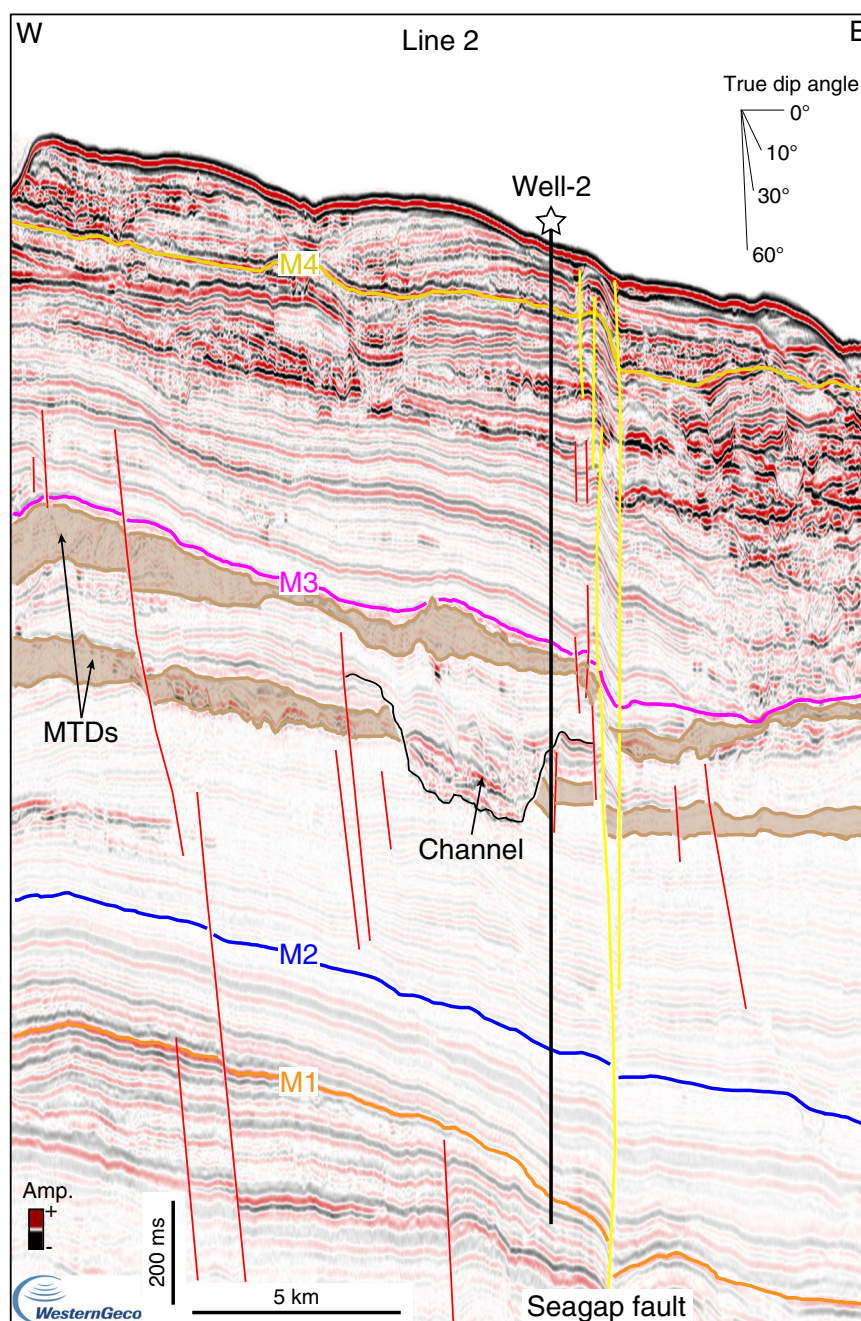 W
Line 2
E
True dip angle
0°
10°
30°
60°
Well-2
M4
M3
MTDs
Channel
M2
M1
Amp.
+
-
200 ms
5 km
Seagap fault
WesternGeco